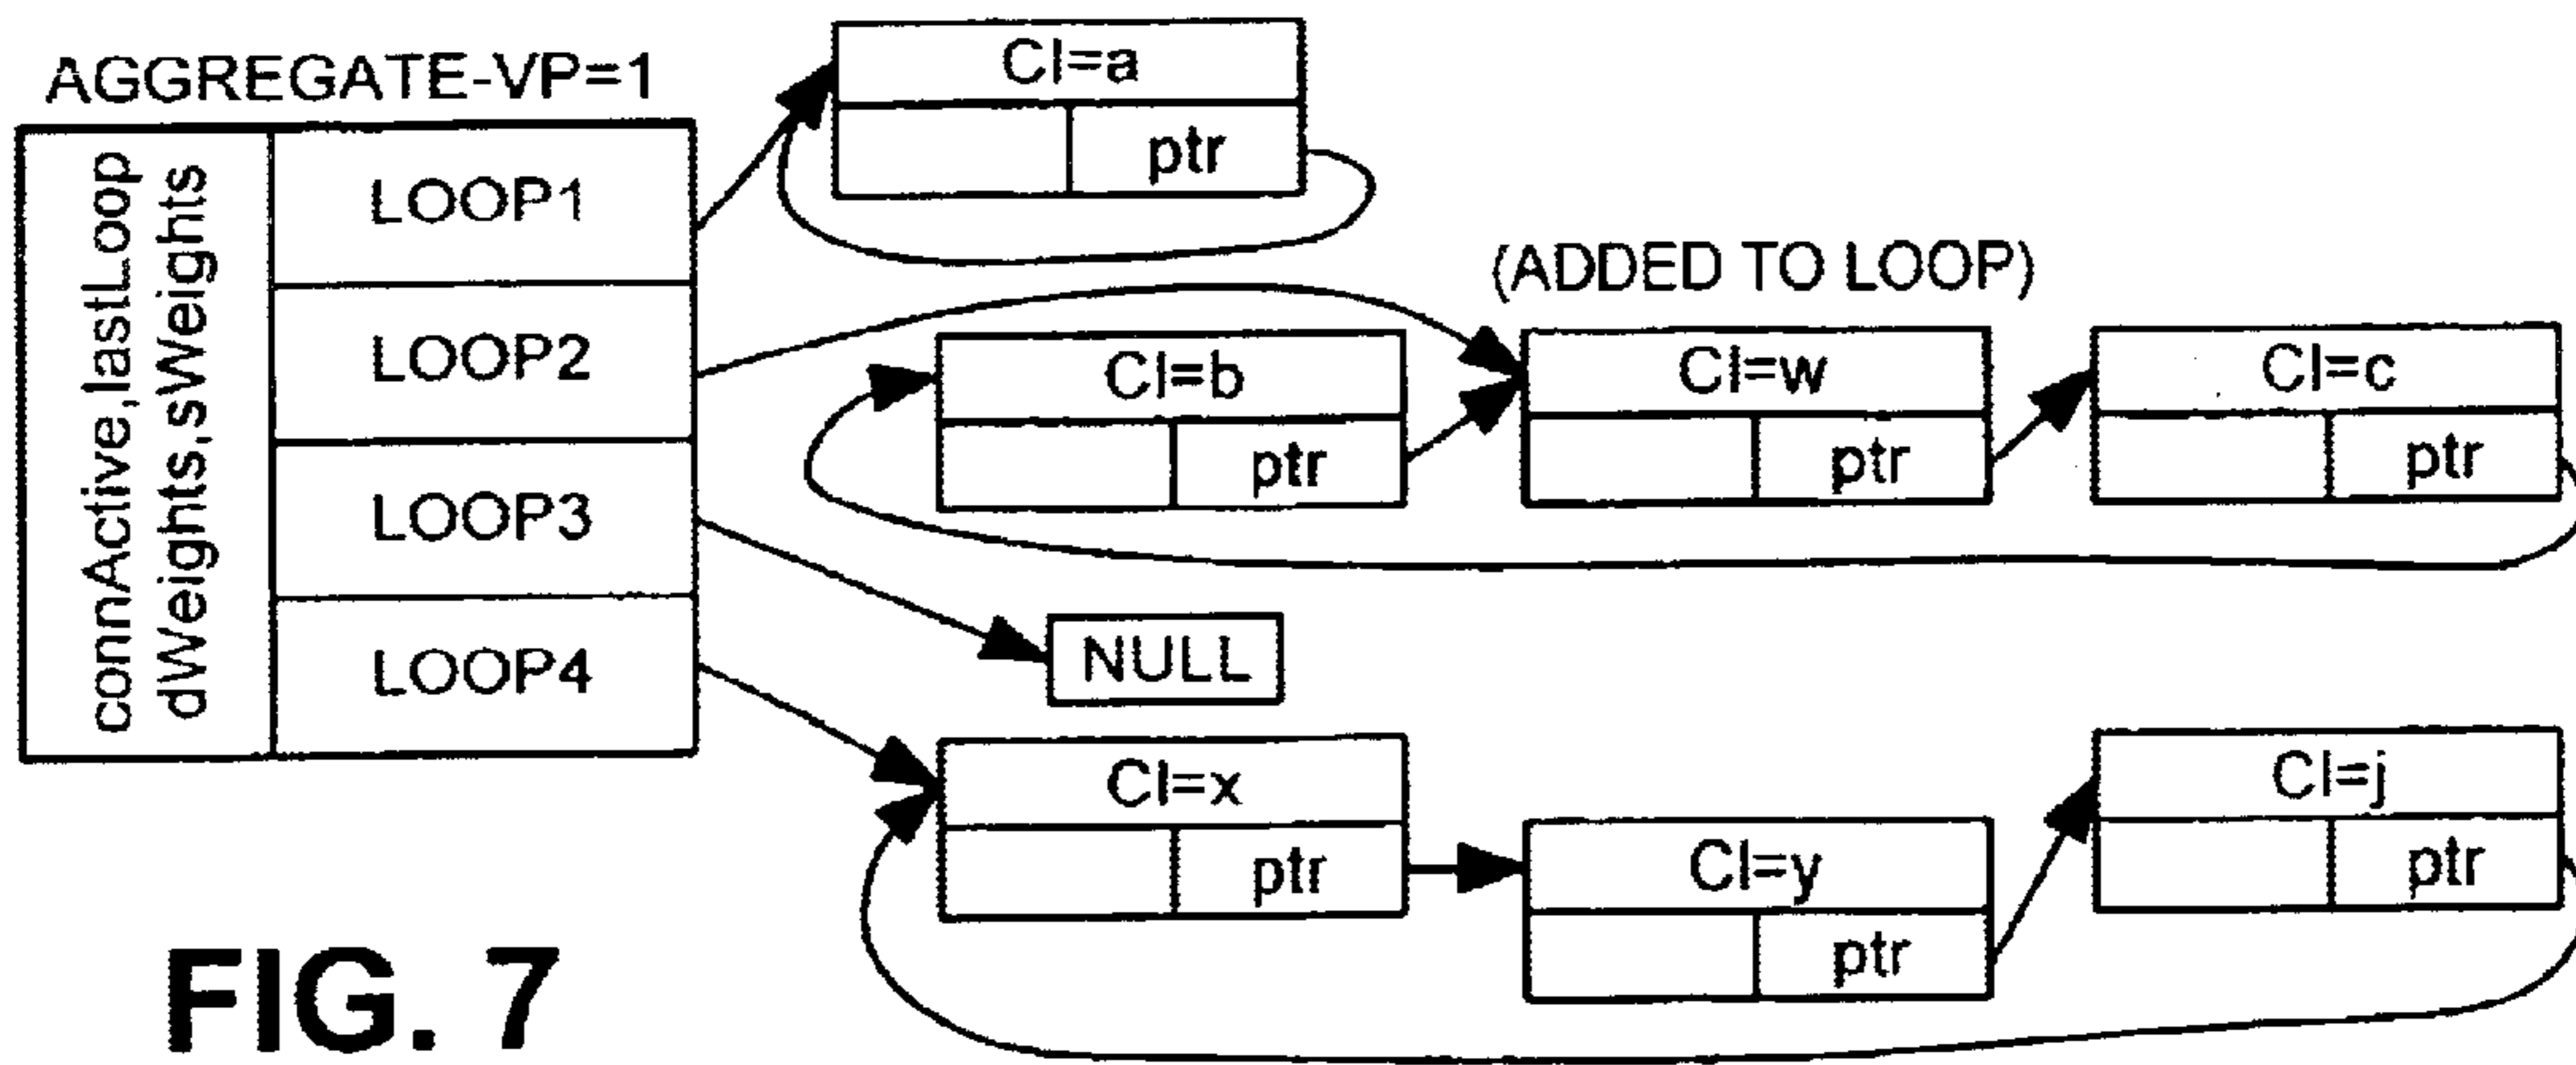 AGGREGATE-VP=1
connActive,lastLoop
dWeights,sWeights
LOOP1
LOOP2
LOOP3
LOOP4
CI=a
ptr
(ADDED TO LOOP)
CI=b
ptr
CI=w
ptr
CI=c
ptr
NULL
CI=x
ptr
CI=y
ptr
CI=j
ptr
FIG. 7